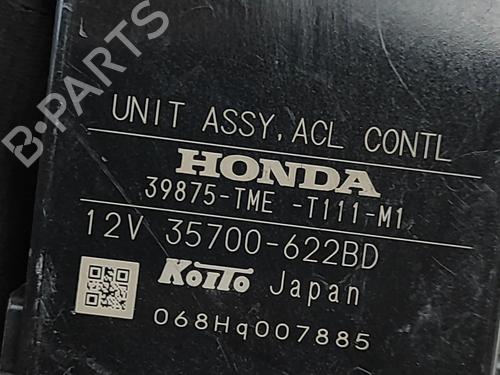 B-PARTS
UNIT ASSY, ACL CONTL
HONDA
39875-TME -T111-M1
12V 35700-622BD
KoiTo Japan
068Hq007885